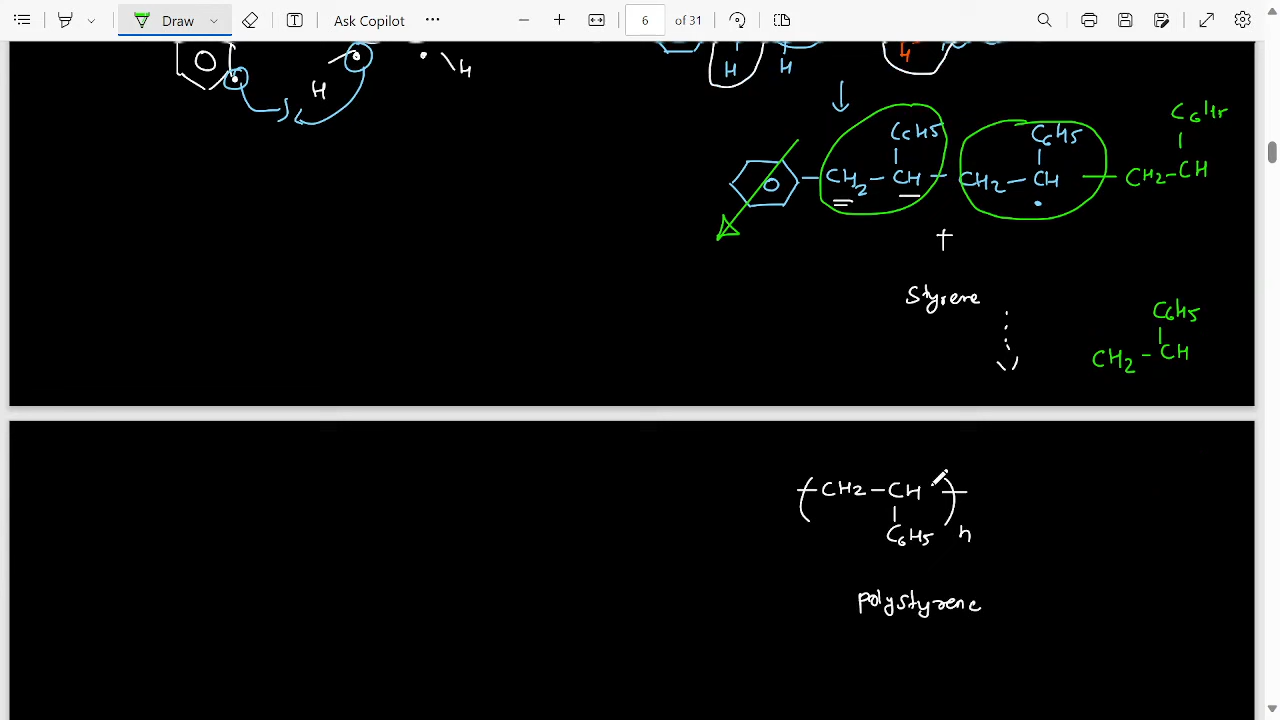 Draw
Ask Copilot
6 of 31
H
H
H
H
4
C6H5
C6H5
C6H5
CH2 - CH - CH2 - CH - CH2 - CH
+
Styrene
C6H5
CH2 - CH
( CH2 - CH )n
C6H5
polystyrene